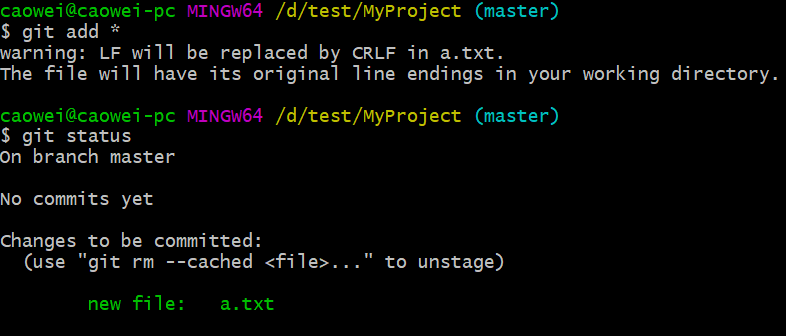 caowei@caowei-pc MINGW64 /d/test/MyProject (master)
$ git add *
warning: LF will be replaced by CRLF in a.txt.
The file will have its original line endings in your working directory.
caowei@caowei-pc MINGW64 /d/test/MyProject (master)
$ git status
On branch master
No commits yet
Changes to be committed:
(use "git rm --cached <file>..." to unstage)
new file: a.txt